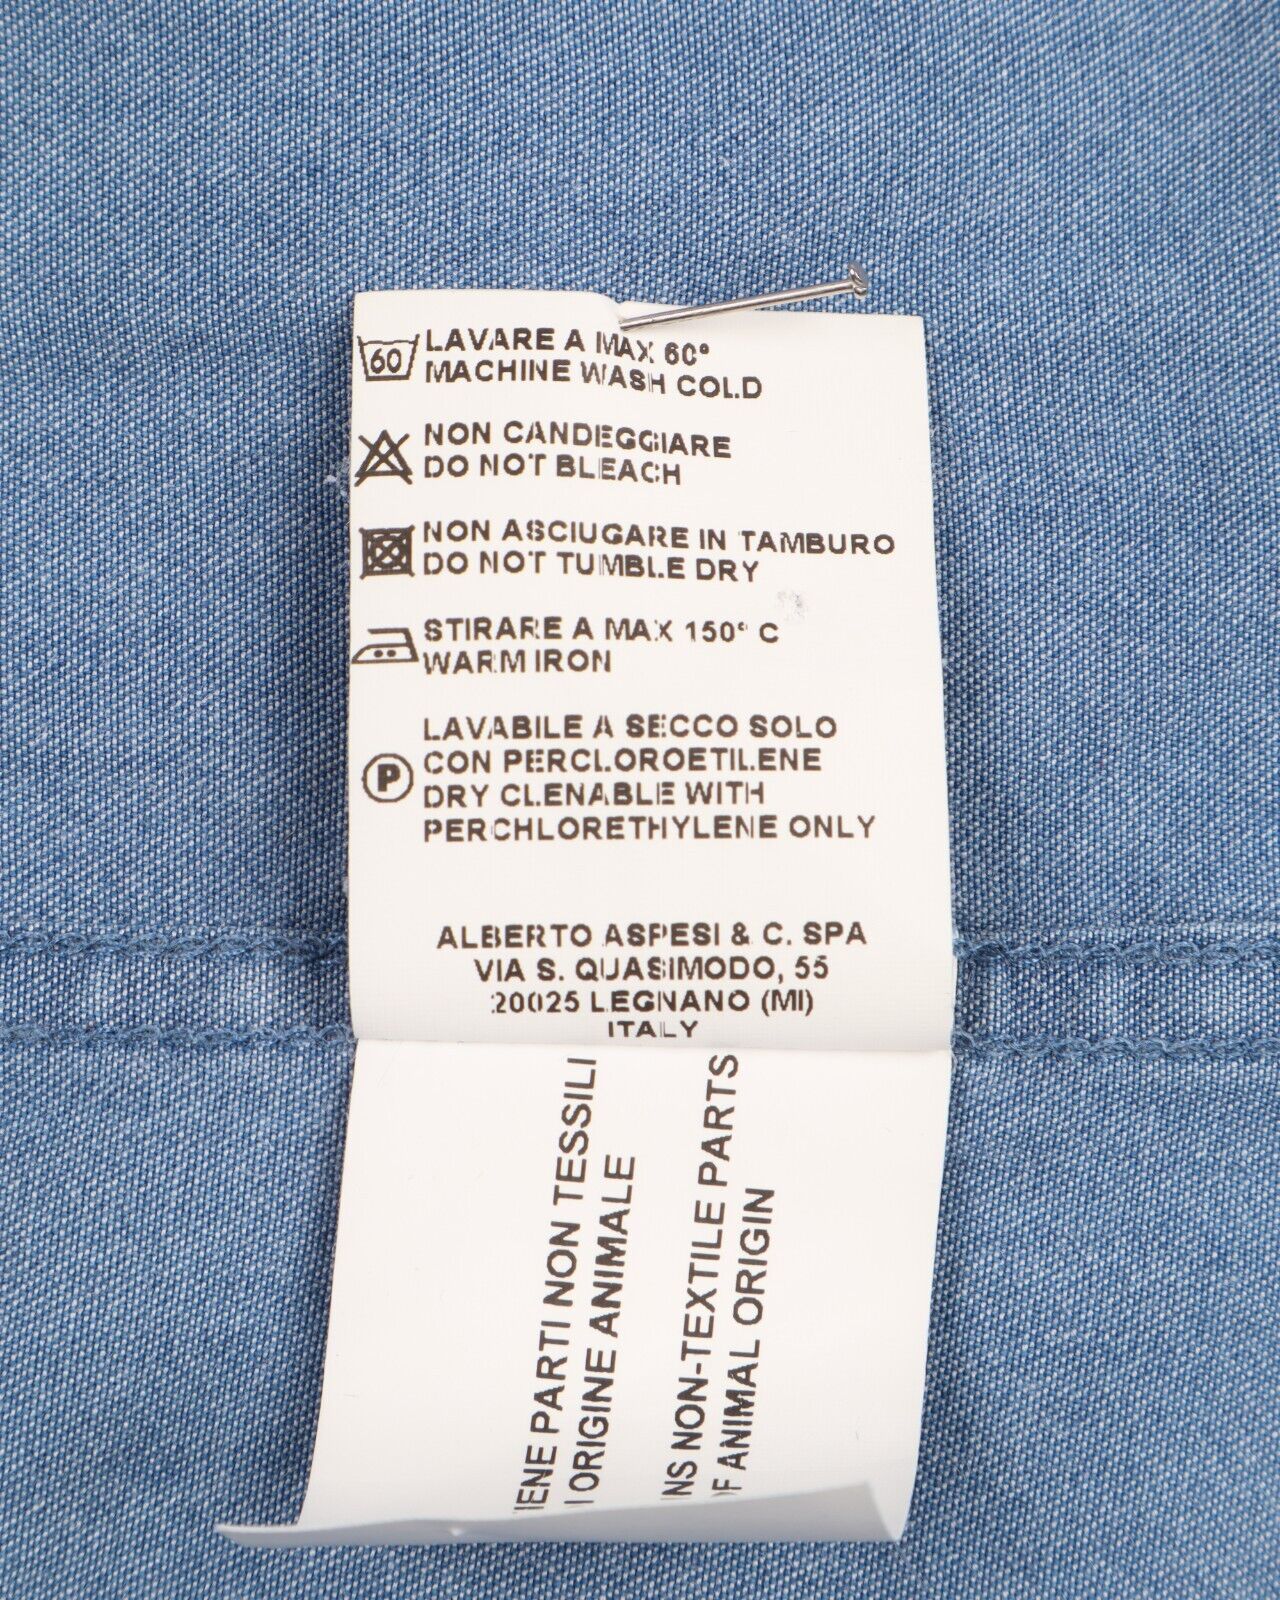 60
LAVARE A MAX 60°
MACHINE WASH COLD
NON CANDEGGIARE
DO NOT BLEACH
NON ASCIUGARE IN TAMBURO
DO NOT TUMBLE DRY
STIRARE A MAX 150° C
WARM IRON
P
LAVABILE A SECCO SOLO
CON PERCLOROETILENE
DRY CLENABLE WITH
PERCHLORETHYLENE ONLY
ALBERTO ASPESI & C. SPA
VIA S. QUASIMODO, 55
20025 LEGNANO (MI)
ITALY
PARTI NON TESSILI
ORIGINE ANIMALE
NON-TEXTILE PARTS
ANIMAL ORIGIN